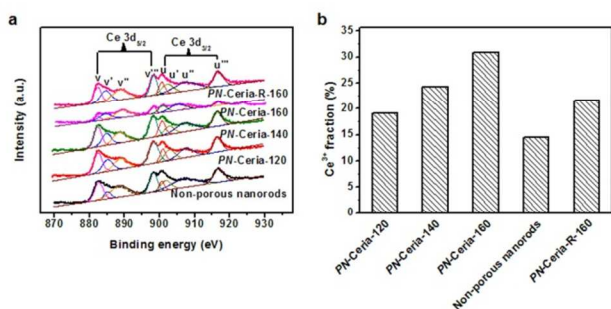 a
Ce 3d5/2
Ce 3d3/2
v
v'
v''
v'''
u
u'
u''
u'''
PN-Ceria-R-160
PN-Ceria-160
PN-Ceria-140
PN-Ceria-120
Non-porous nanorods
Intensity (a.u.)
870 880 890 900 910 920 930
Binding energy (eV)
b
Ce³⁺ fraction (%)
35
30
25
20
15
10
5
0
PN-Ceria-120
PN-Ceria-140
PN-Ceria-160
Non-porous nanorods
PN-Ceria-R-160